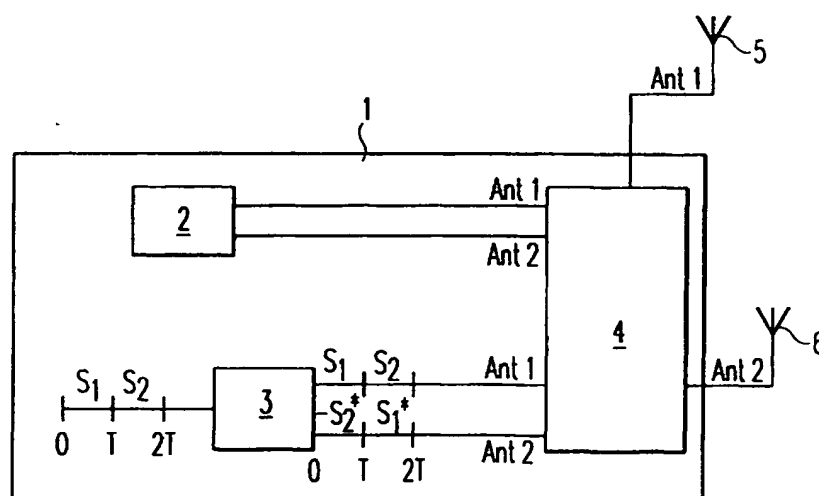 5
Ant 1
1
Ant 1
2
Ant 2
4
6
S₁ S₂ Ant 1 Ant 2
S₁ S₂ 3
-S₂* S₁*
0 T 2T Ant 2
0 T 2T